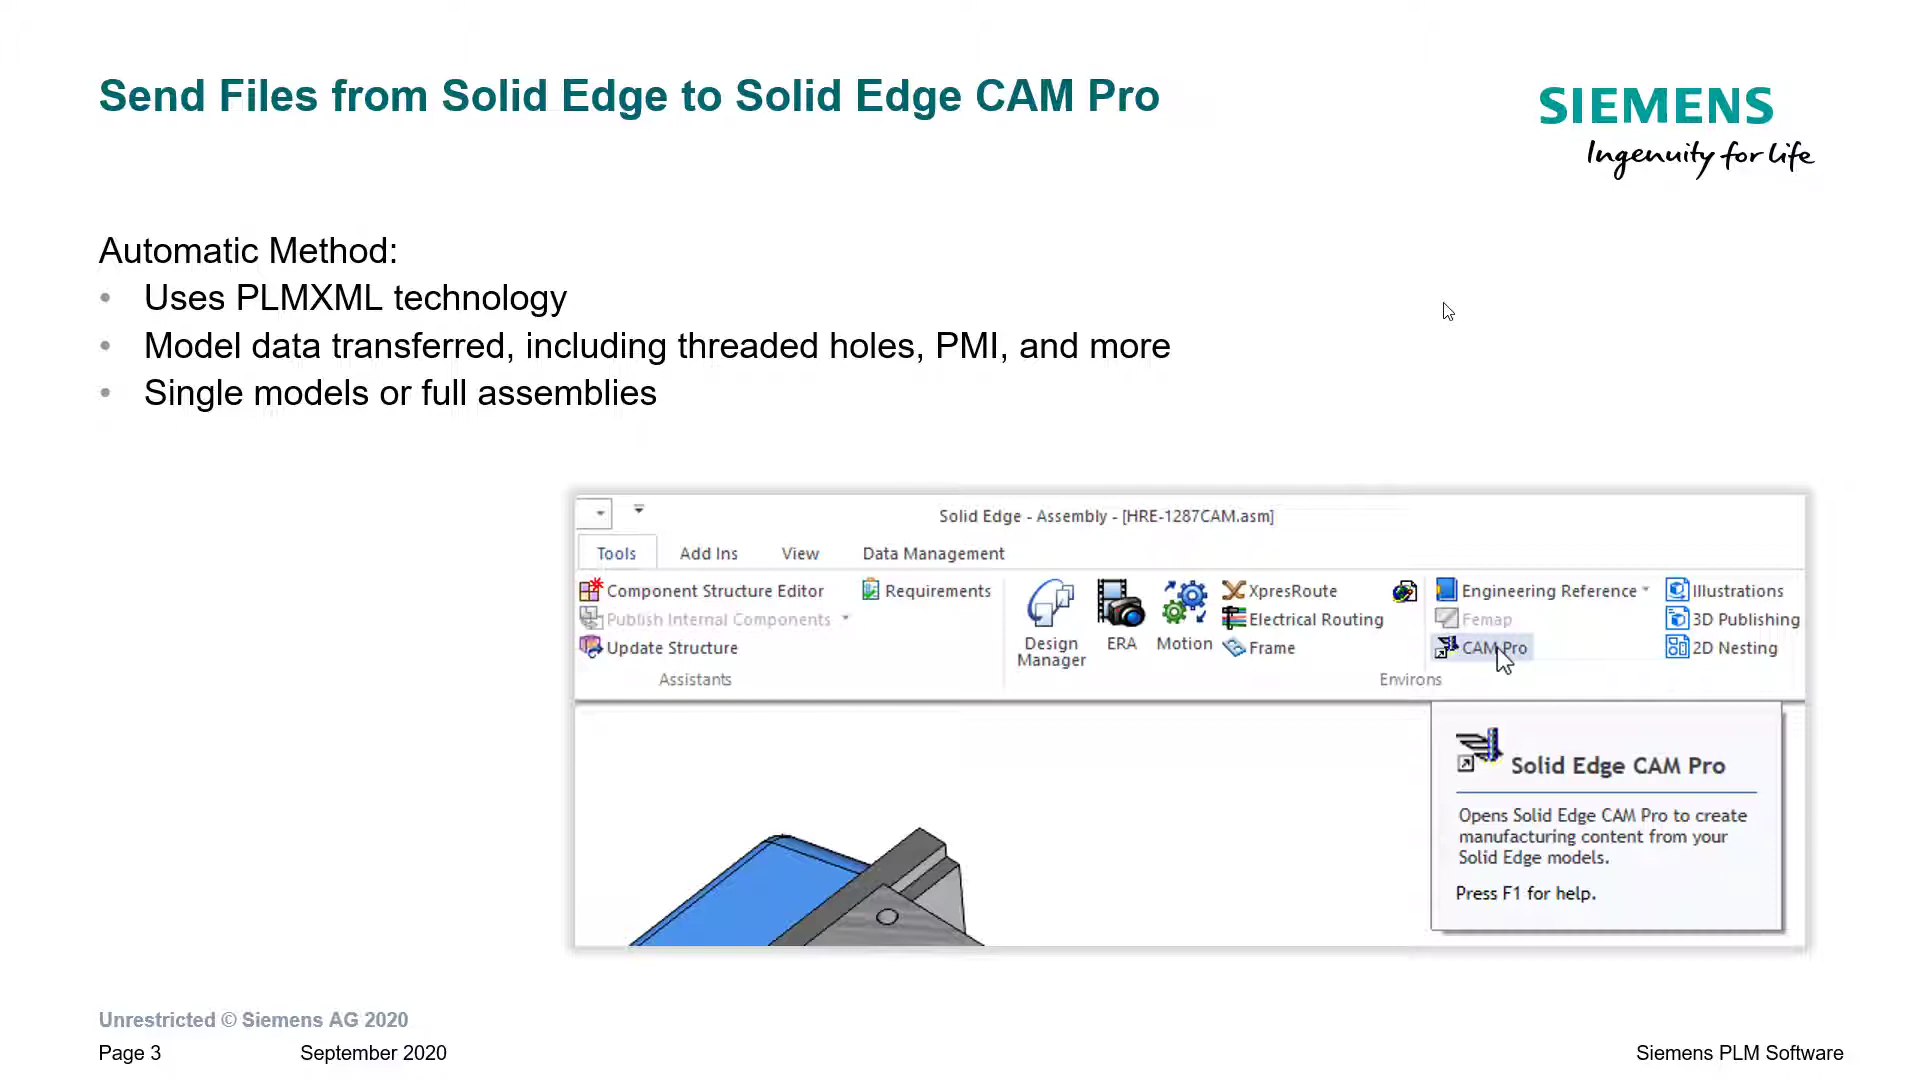 Send Files from Solid Edge to Solid Edge CAM Pro
SIEMENS
Ingenuity for life
Automatic Method:
• Uses PLMXML technology
• Model data transferred, including threaded holes, PMI, and more
• Single models or full assemblies
Solid Edge - Assembly - [HRE-1287CAM.asm]
Tools Add Ins View Data Management
Component Structure Editor
Publish Internal Components
Update Structure
Requirements
Assistants
Design
Manager
ERA
Motion
XpresRoute
Electrical Routing
Frame
Engineering Reference
Femap
CAM Pro
Illustrations
3D Publishing
2D Nesting
Environs
Solid Edge CAM Pro
Opens Solid Edge CAM Pro to create
manufacturing content from your
Solid Edge models.
Press F1 for help.
Unrestricted © Siemens AG 2020
Page 3 September 2020 Siemens PLM Software